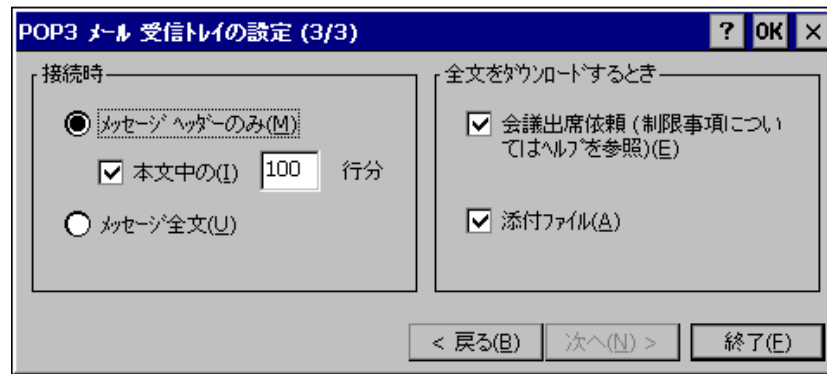 POP3 ﾒｰﾙ 受信ﾄﾚｲの設定 (3/3) ? OK ×
接続時
ﾒｯｾｰｼﾞ ﾍｯﾀﾞｰのみ(M)
本文中の(I) 100 行分
ﾒｯｾｰｼﾞ全文(U)
全文をﾀﾞｳﾝﾛｰﾄﾞするとき
会議出席依頼 (制限事項につい
てはﾍﾙﾌﾟを参照)(E)
添付ﾌｧｲﾙ(A)
< 戻る(B) 次へ(N) > 終了(F)